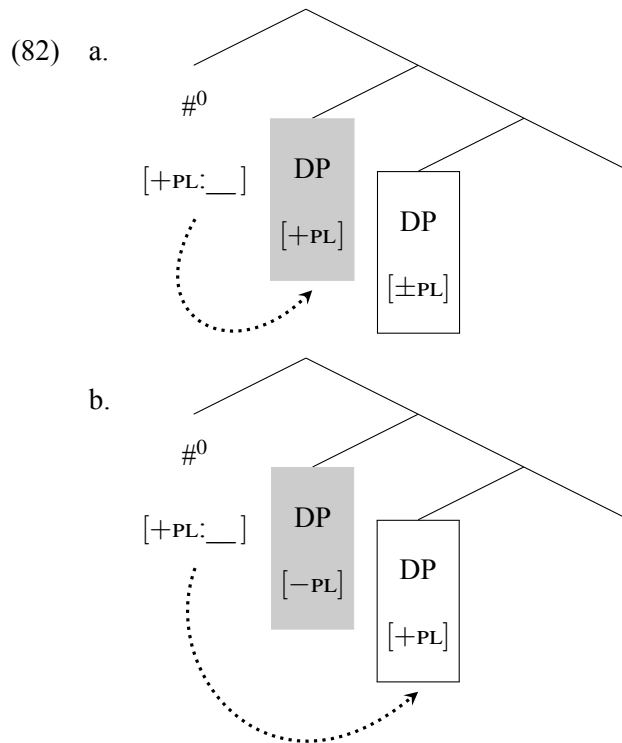 (82) a.
#⁰
[+PL:__ ]
DP
[+PL]
DP
[±PL]
b.
#⁰
[+PL:__ ]
DP
[−PL]
DP
[+PL]